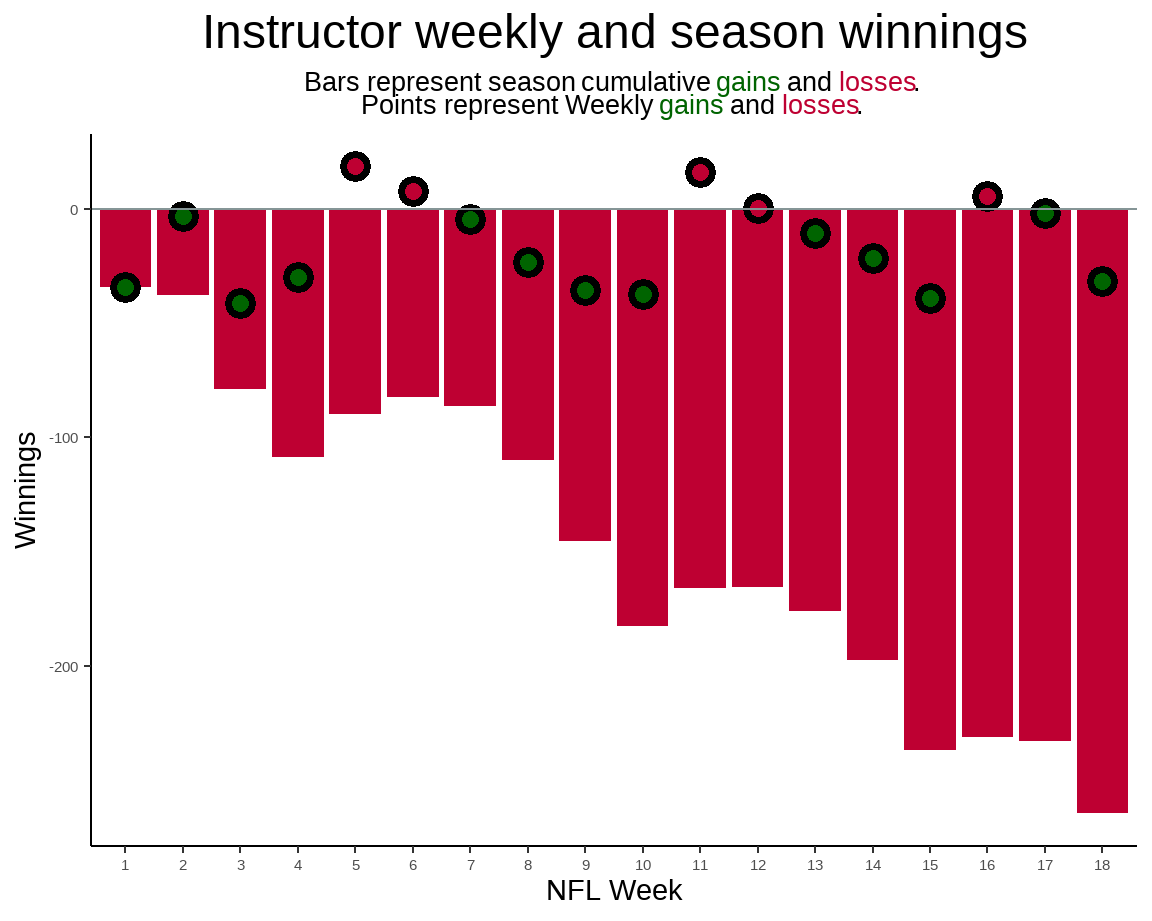 Instructor weekly and season winnings
Bars represent season cumulative gains and losses.
Points represent Weekly gains and losses.
Winnings
0
-100
-200
1 2 3 4 5 6 7 8 9 10 11 12 13 14 15 16 17 18
NFL Week